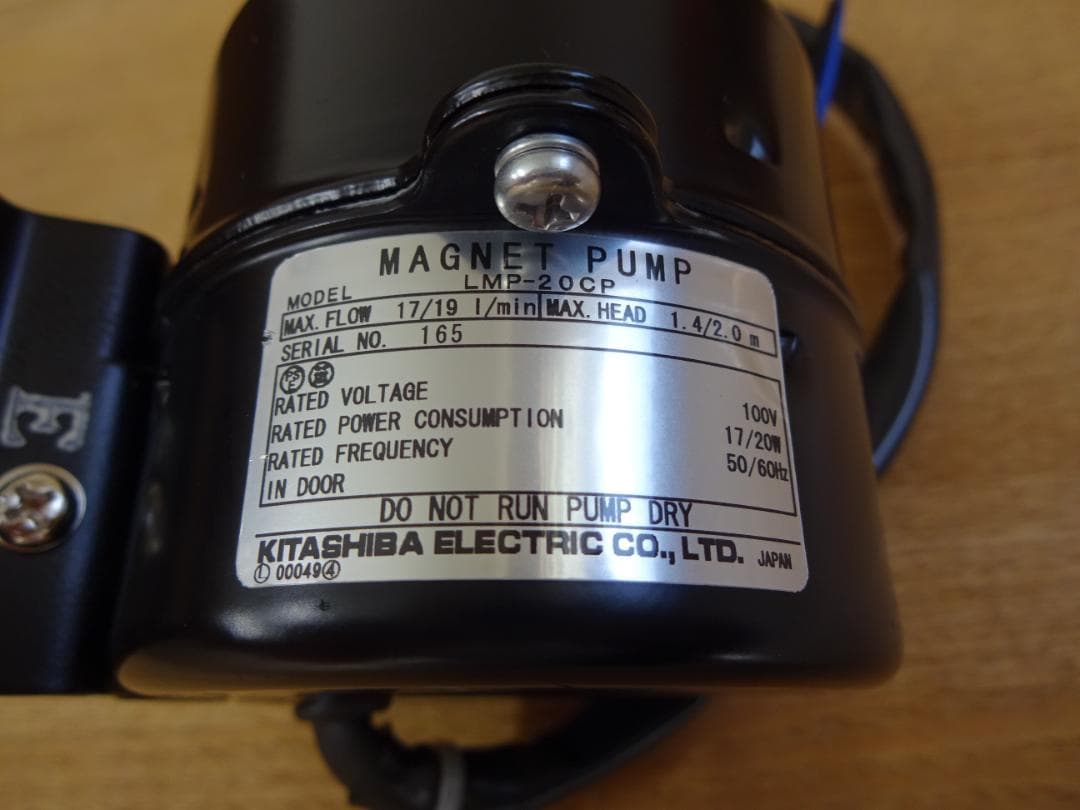 MAGNET PUMP
MODEL LMP-20CP
MAX. FLOW 17/19 l/min MAX. HEAD 1.4/2.0 m
SERIAL NO. 165
RATED VOLTAGE 100V
RATED POWER CONSUMPTION 17/20W
RATED FREQUENCY 50/60Hz
IN DOOR
DO NOT RUN PUMP DRY
KITASHIBA ELECTRIC CO., LTD. JAPAN
Ⓛ 00049④
E